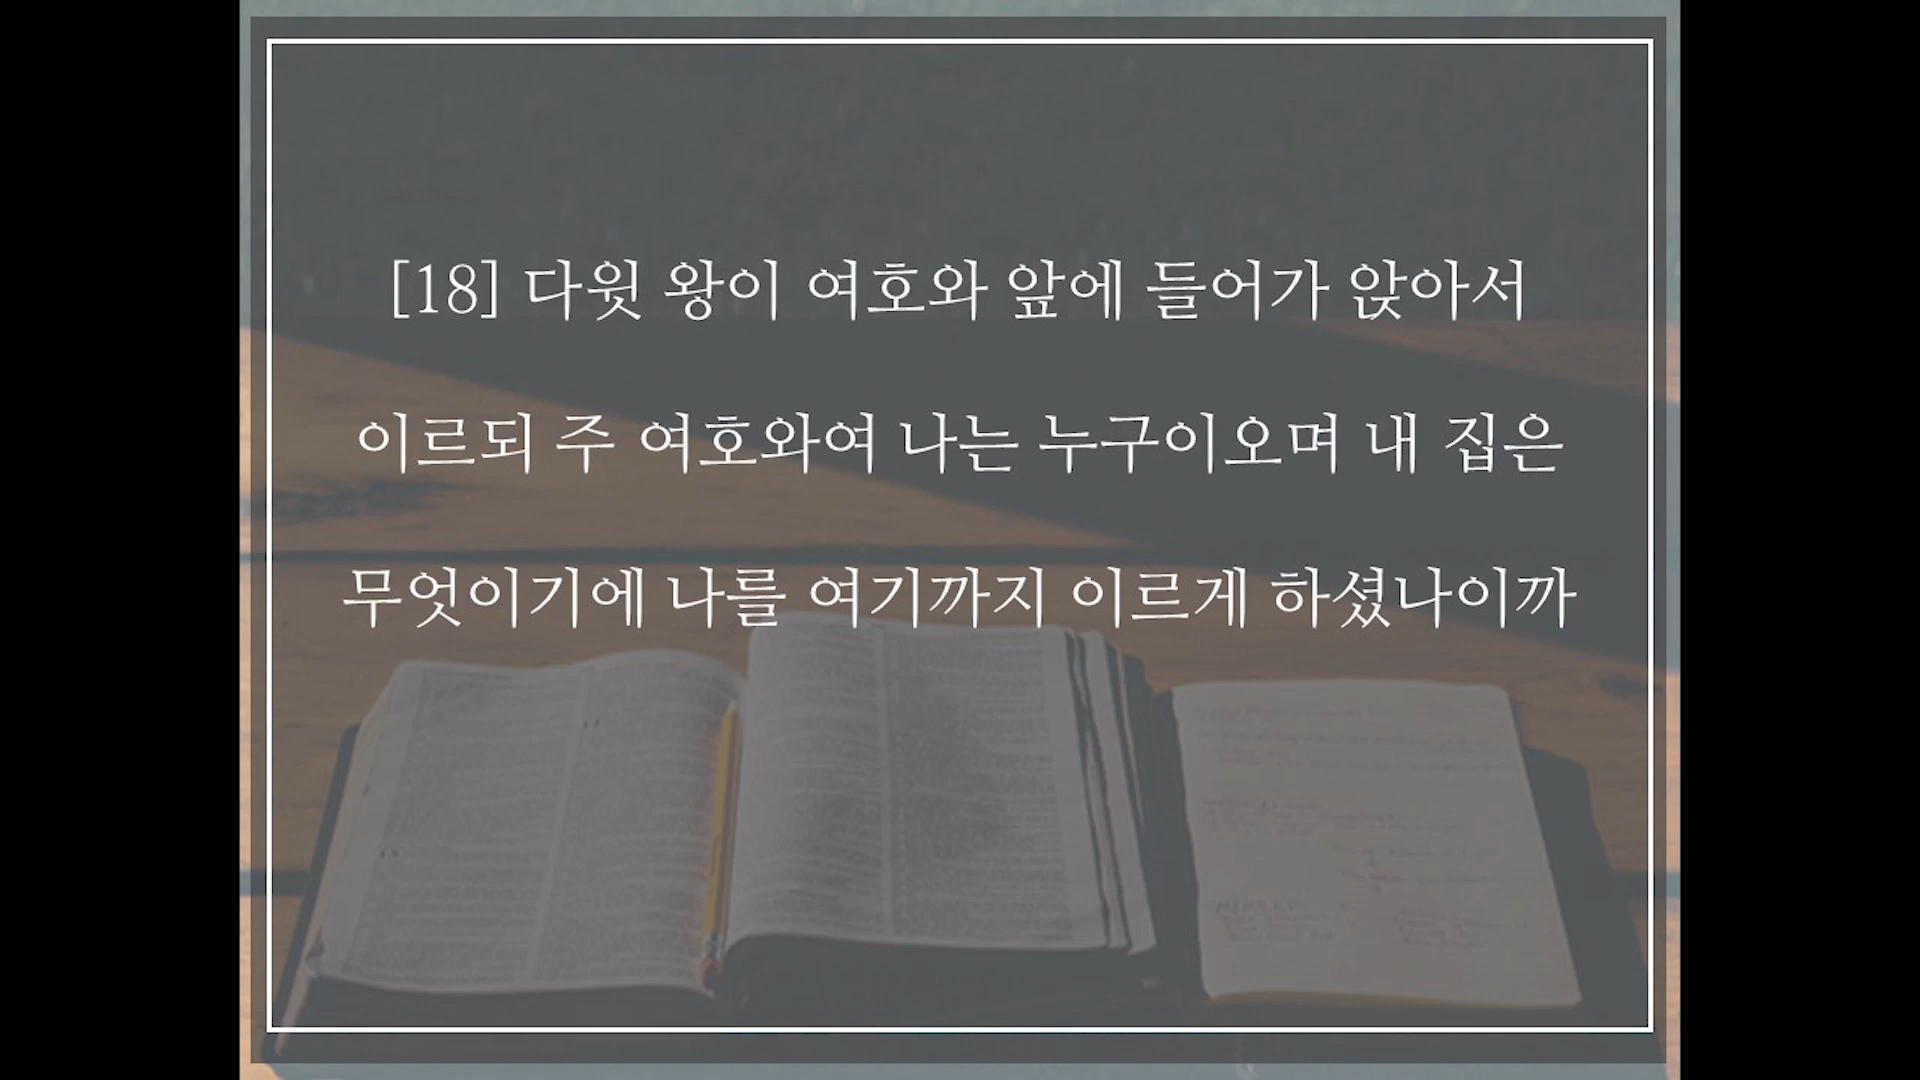 [18] 다윗 왕이 여호와 앞에 들어가 앉아서
이르되 주 여호와여 나는 누구이오며 내 집은
무엇이기에 나를 여기까지 이르게 하셨나이까